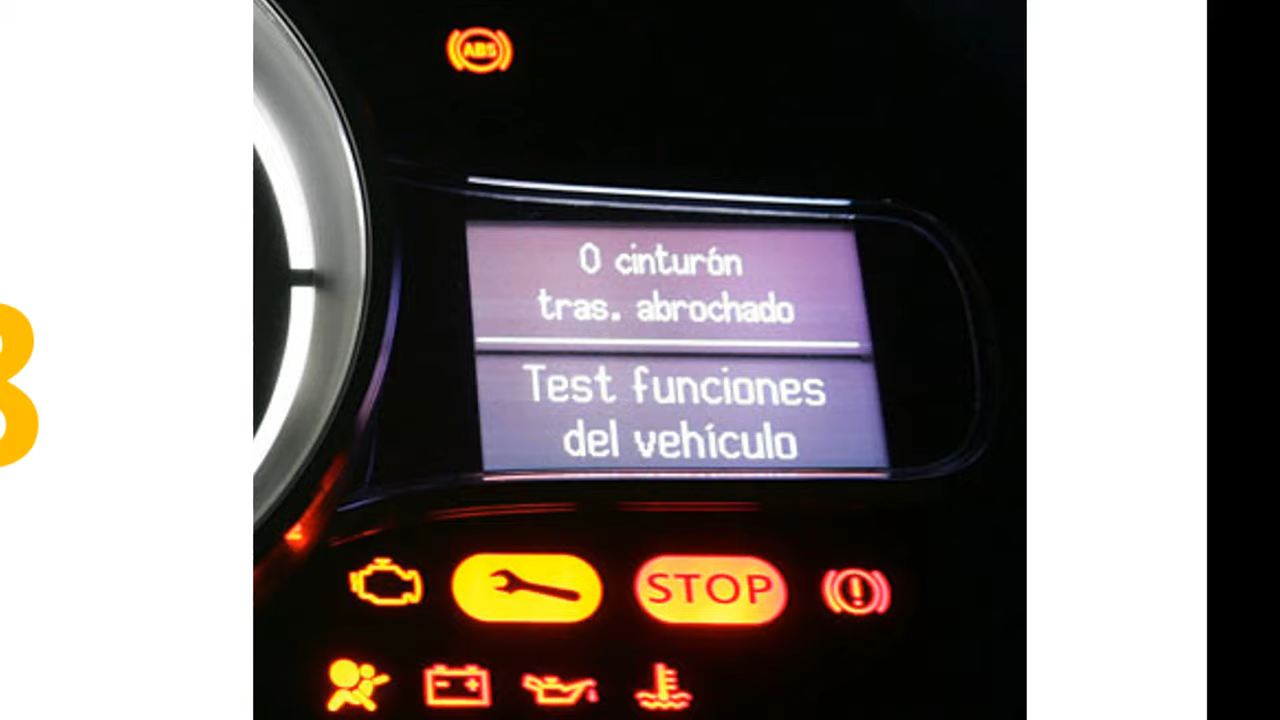 ABS
0 cinturón
tras. abrochado
Test funciones
del vehículo
STOP